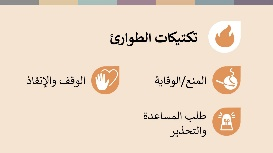 تكتيكات الطوارئ
المنع/الوقاية
الوقف والإنقاذ
طلب المساعدة
والتحذير